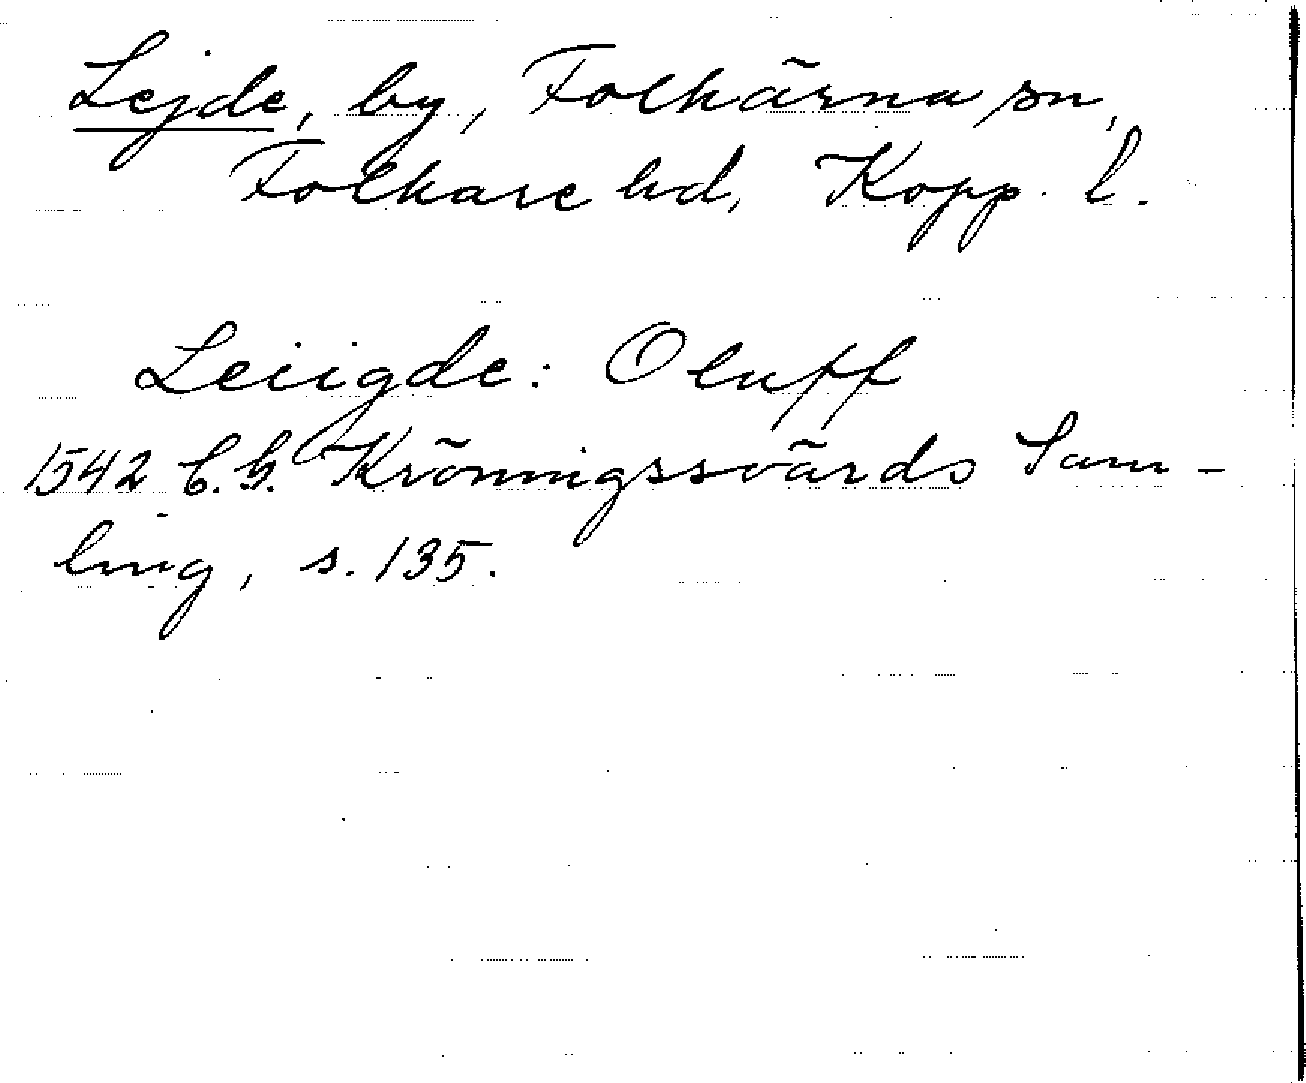 Lejde, by, Folkärna sn,
Folkare hd, Kopp. l.
Leiigde: Oluff
1542 C.G. Kröningssvärds Sam-
ling, s. 135.